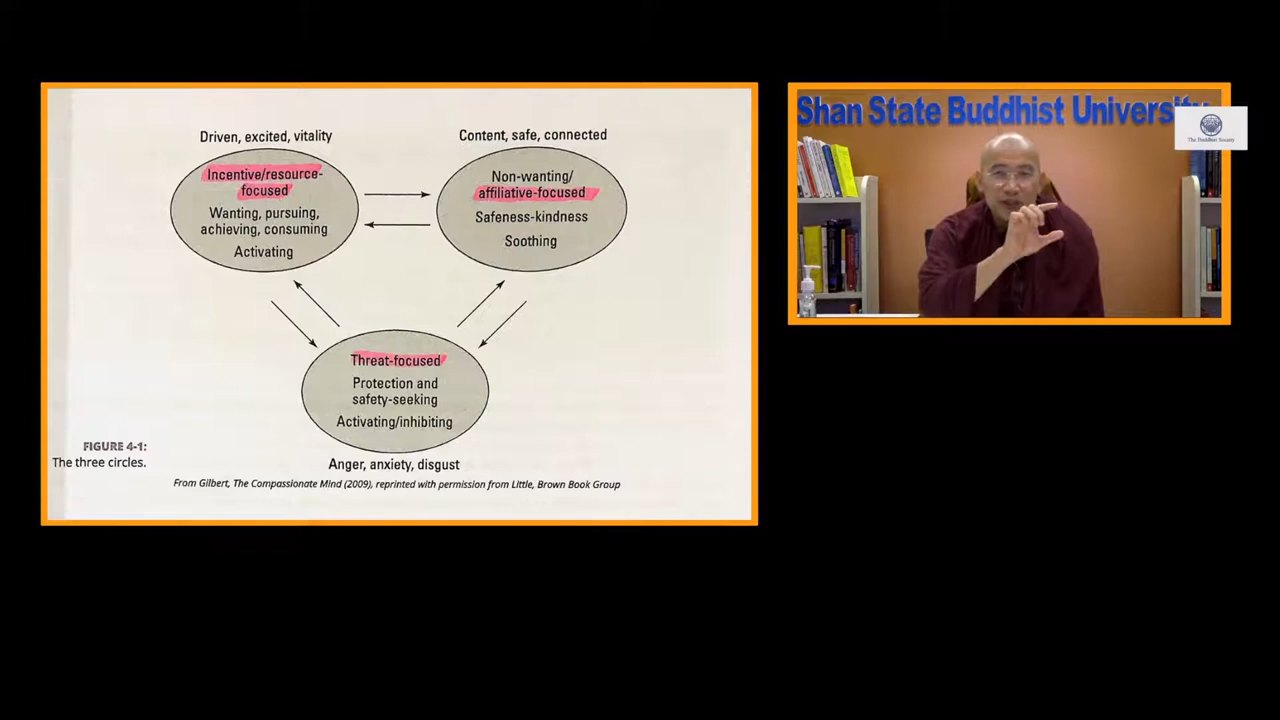 Driven, excited, vitality
Incentive/resource-
focused
Wanting, pursuing,
achieving, consuming
Activating
Content, safe, connected
Non-wanting/
affiliative-focused
Safeness-kindness
Soothing
Threat-focused
Protection and
safety-seeking
Activating/inhibiting
Anger, anxiety, disgust
FIGURE 4-1:
The three circles.
From Gilbert, The Compassionate Mind (2009), reprinted with permission from Little, Brown Book Group
Shan State Buddhist University
The Buddhist Society